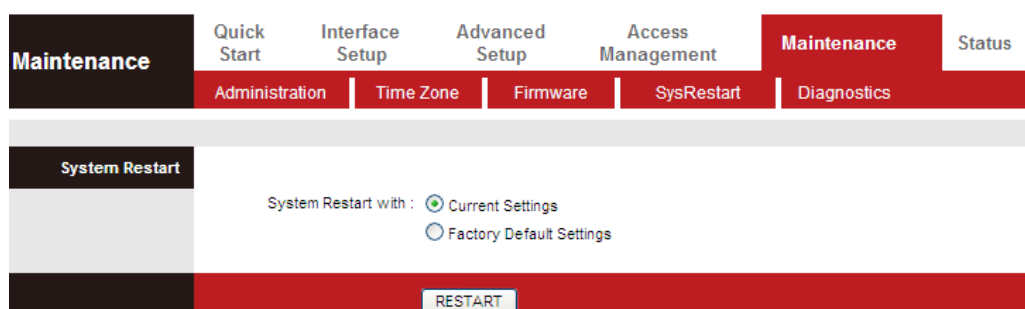 Maintenance
Quick Start
Interface Setup
Advanced Setup
Access Management
Maintenance
Status
Administration
Time Zone
Firmware
SysRestart
Diagnostics
System Restart
System Restart with :
Current Settings
Factory Default Settings
RESTART